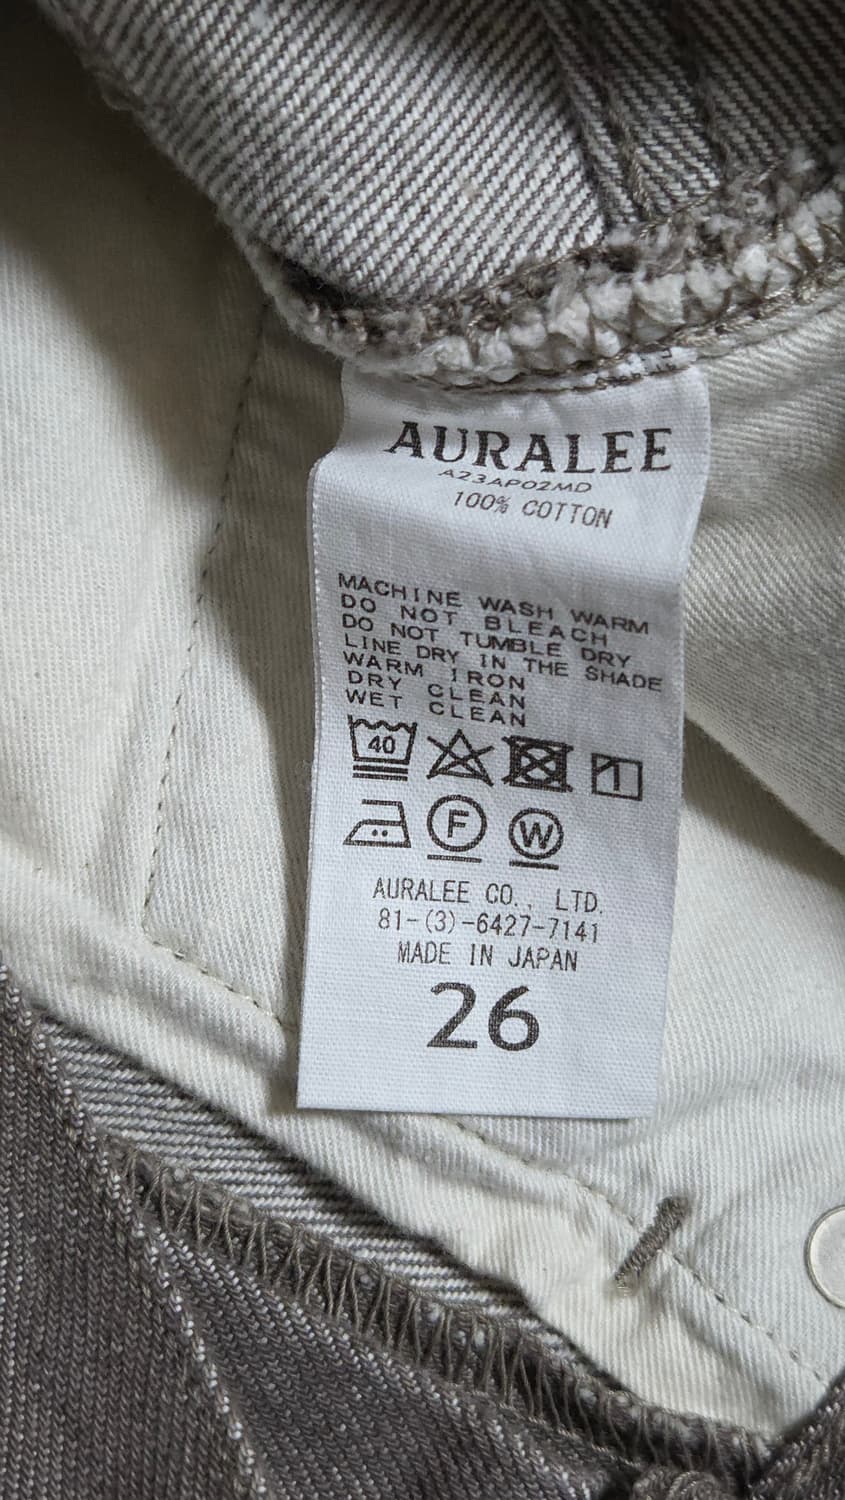 AURALEE
A23AP02MD
100% COTTON
MACHINE WASH WARM
DO NOT BLEACH
DO NOT TUMBLE DRY
LINE DRY IN THE SHADE
WARM IRON
DRY CLEAN
WET CLEAN
40
F W
AURALEE CO., LTD.
81-(3)-6427-7141
MADE IN JAPAN
26